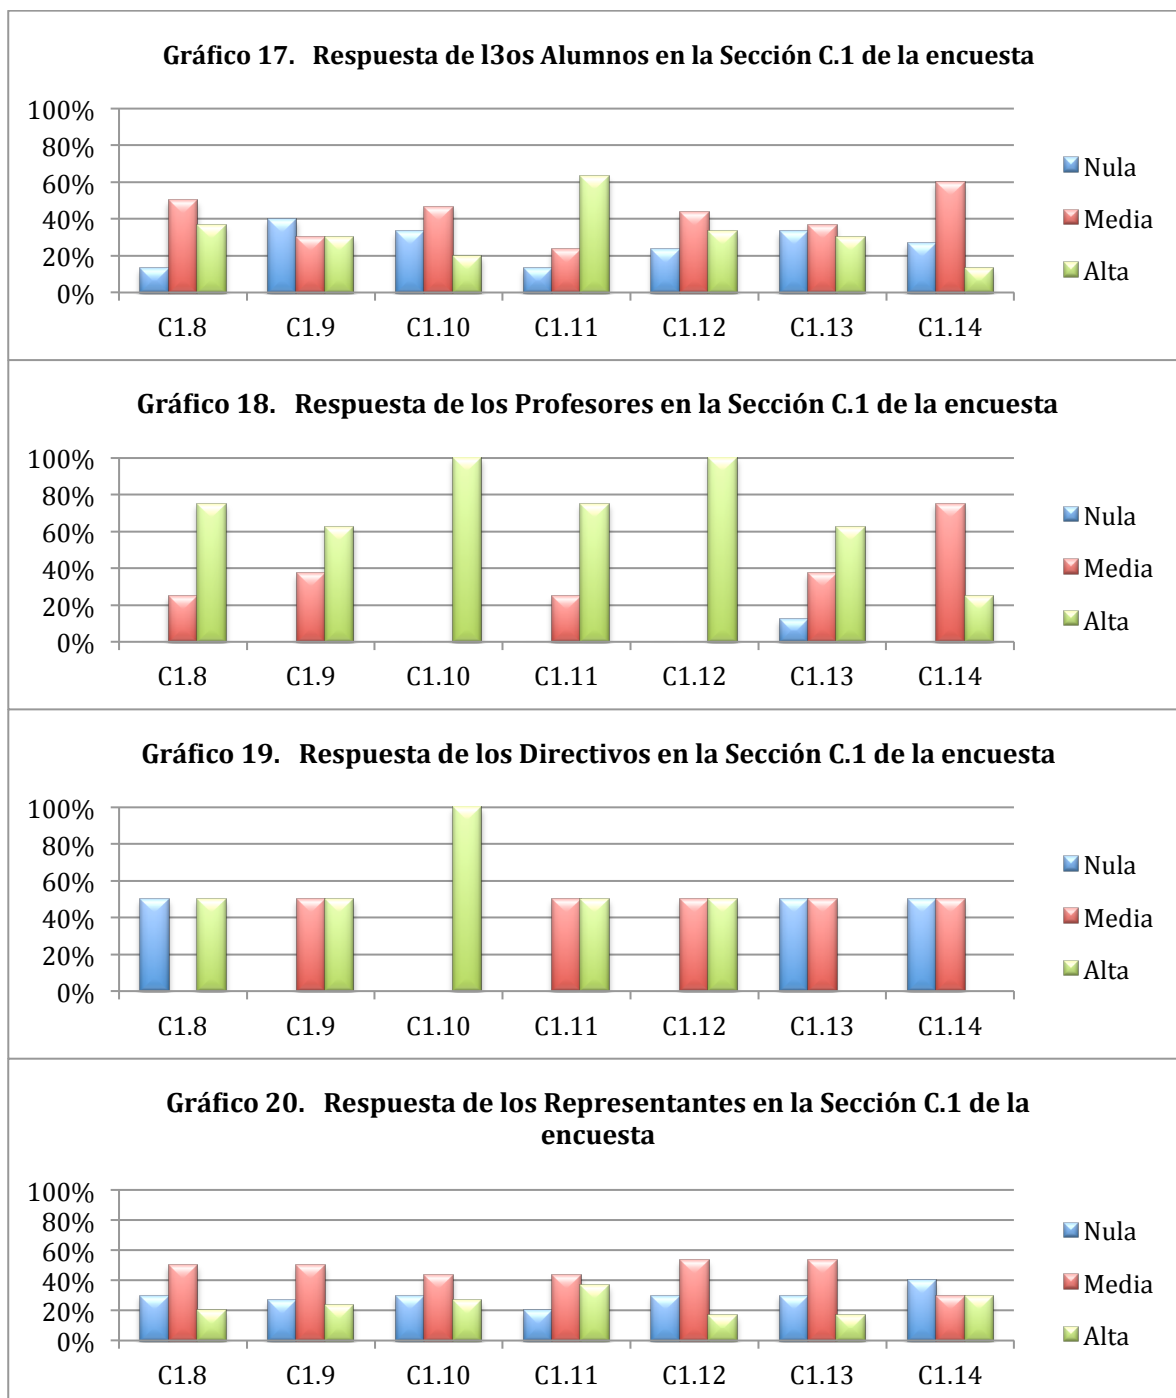 Gráfico 17. Respuesta de l3os Alumnos en la Sección C.1 de la encuesta
100%
80%
60%
40%
20%
0%
C1.8 C1.9 C1.10 C1.11 C1.12 C1.13 C1.14
Nula
Media
Alta
Gráfico 18. Respuesta de los Profesores en la Sección C.1 de la encuesta
100%
80%
60%
40%
20%
0%
C1.8 C1.9 C1.10 C1.11 C1.12 C1.13 C1.14
Nula
Media
Alta
Gráfico 19. Respuesta de los Directivos en la Sección C.1 de la encuesta
100%
80%
60%
40%
20%
0%
C1.8 C1.9 C1.10 C1.11 C1.12 C1.13 C1.14
Nula
Media
Alta
Gráfico 20. Respuesta de los Representantes en la Sección C.1 de la
encuesta
100%
80%
60%
40%
20%
0%
C1.8 C1.9 C1.10 C1.11 C1.12 C1.13 C1.14
Nula
Media
Alta